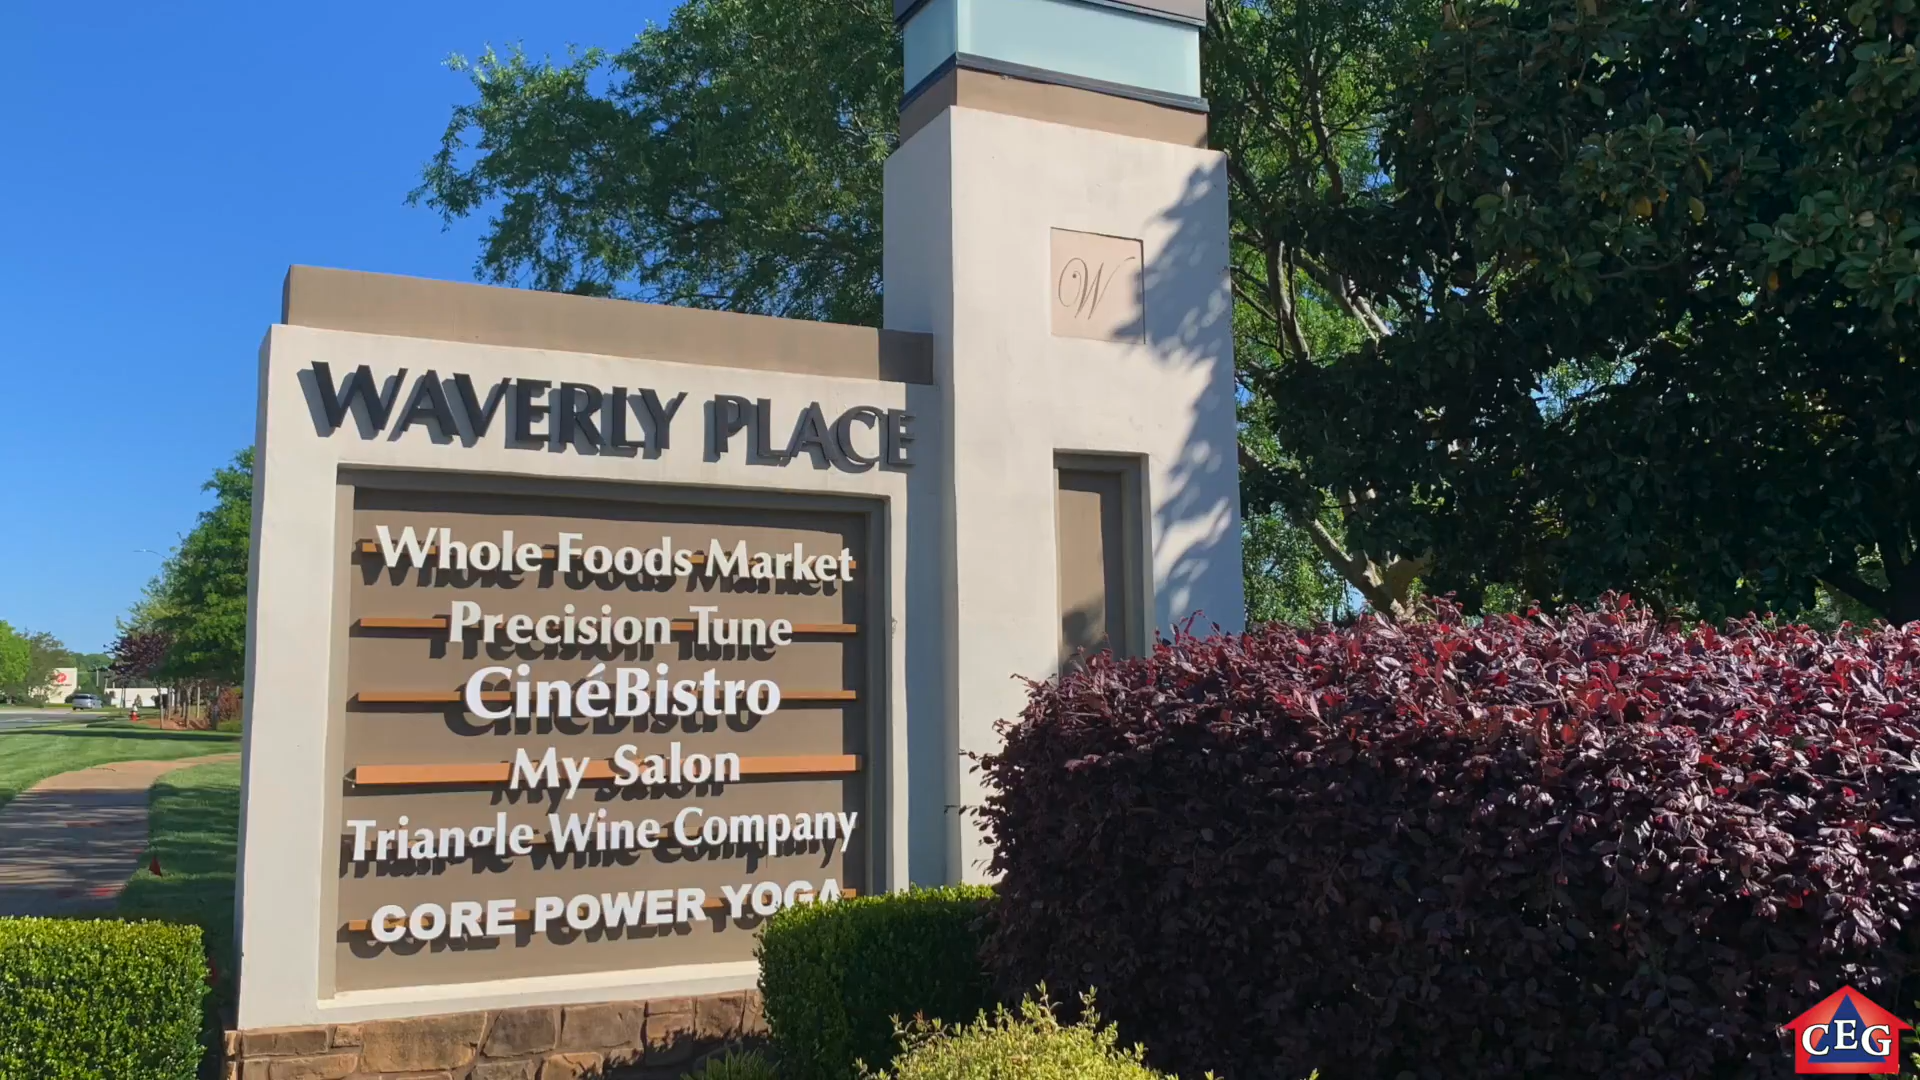 W
WAVERLY PLACE
Whole Foods Market
Precision Tune
CinéBistro
My Salon
Triangle Wine Company
CORE POWER YOGA
CEG